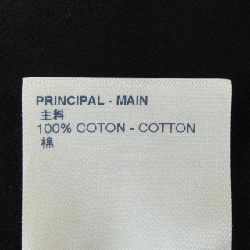 PRINCIPAL - MAIN
主料
100% COTON - COTTON
棉